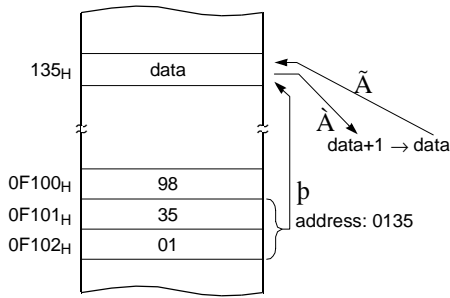 135H data
Ã
À
data+1 → data
0F100H 98
þ
0F101H 35
address: 0135
0F102H 01